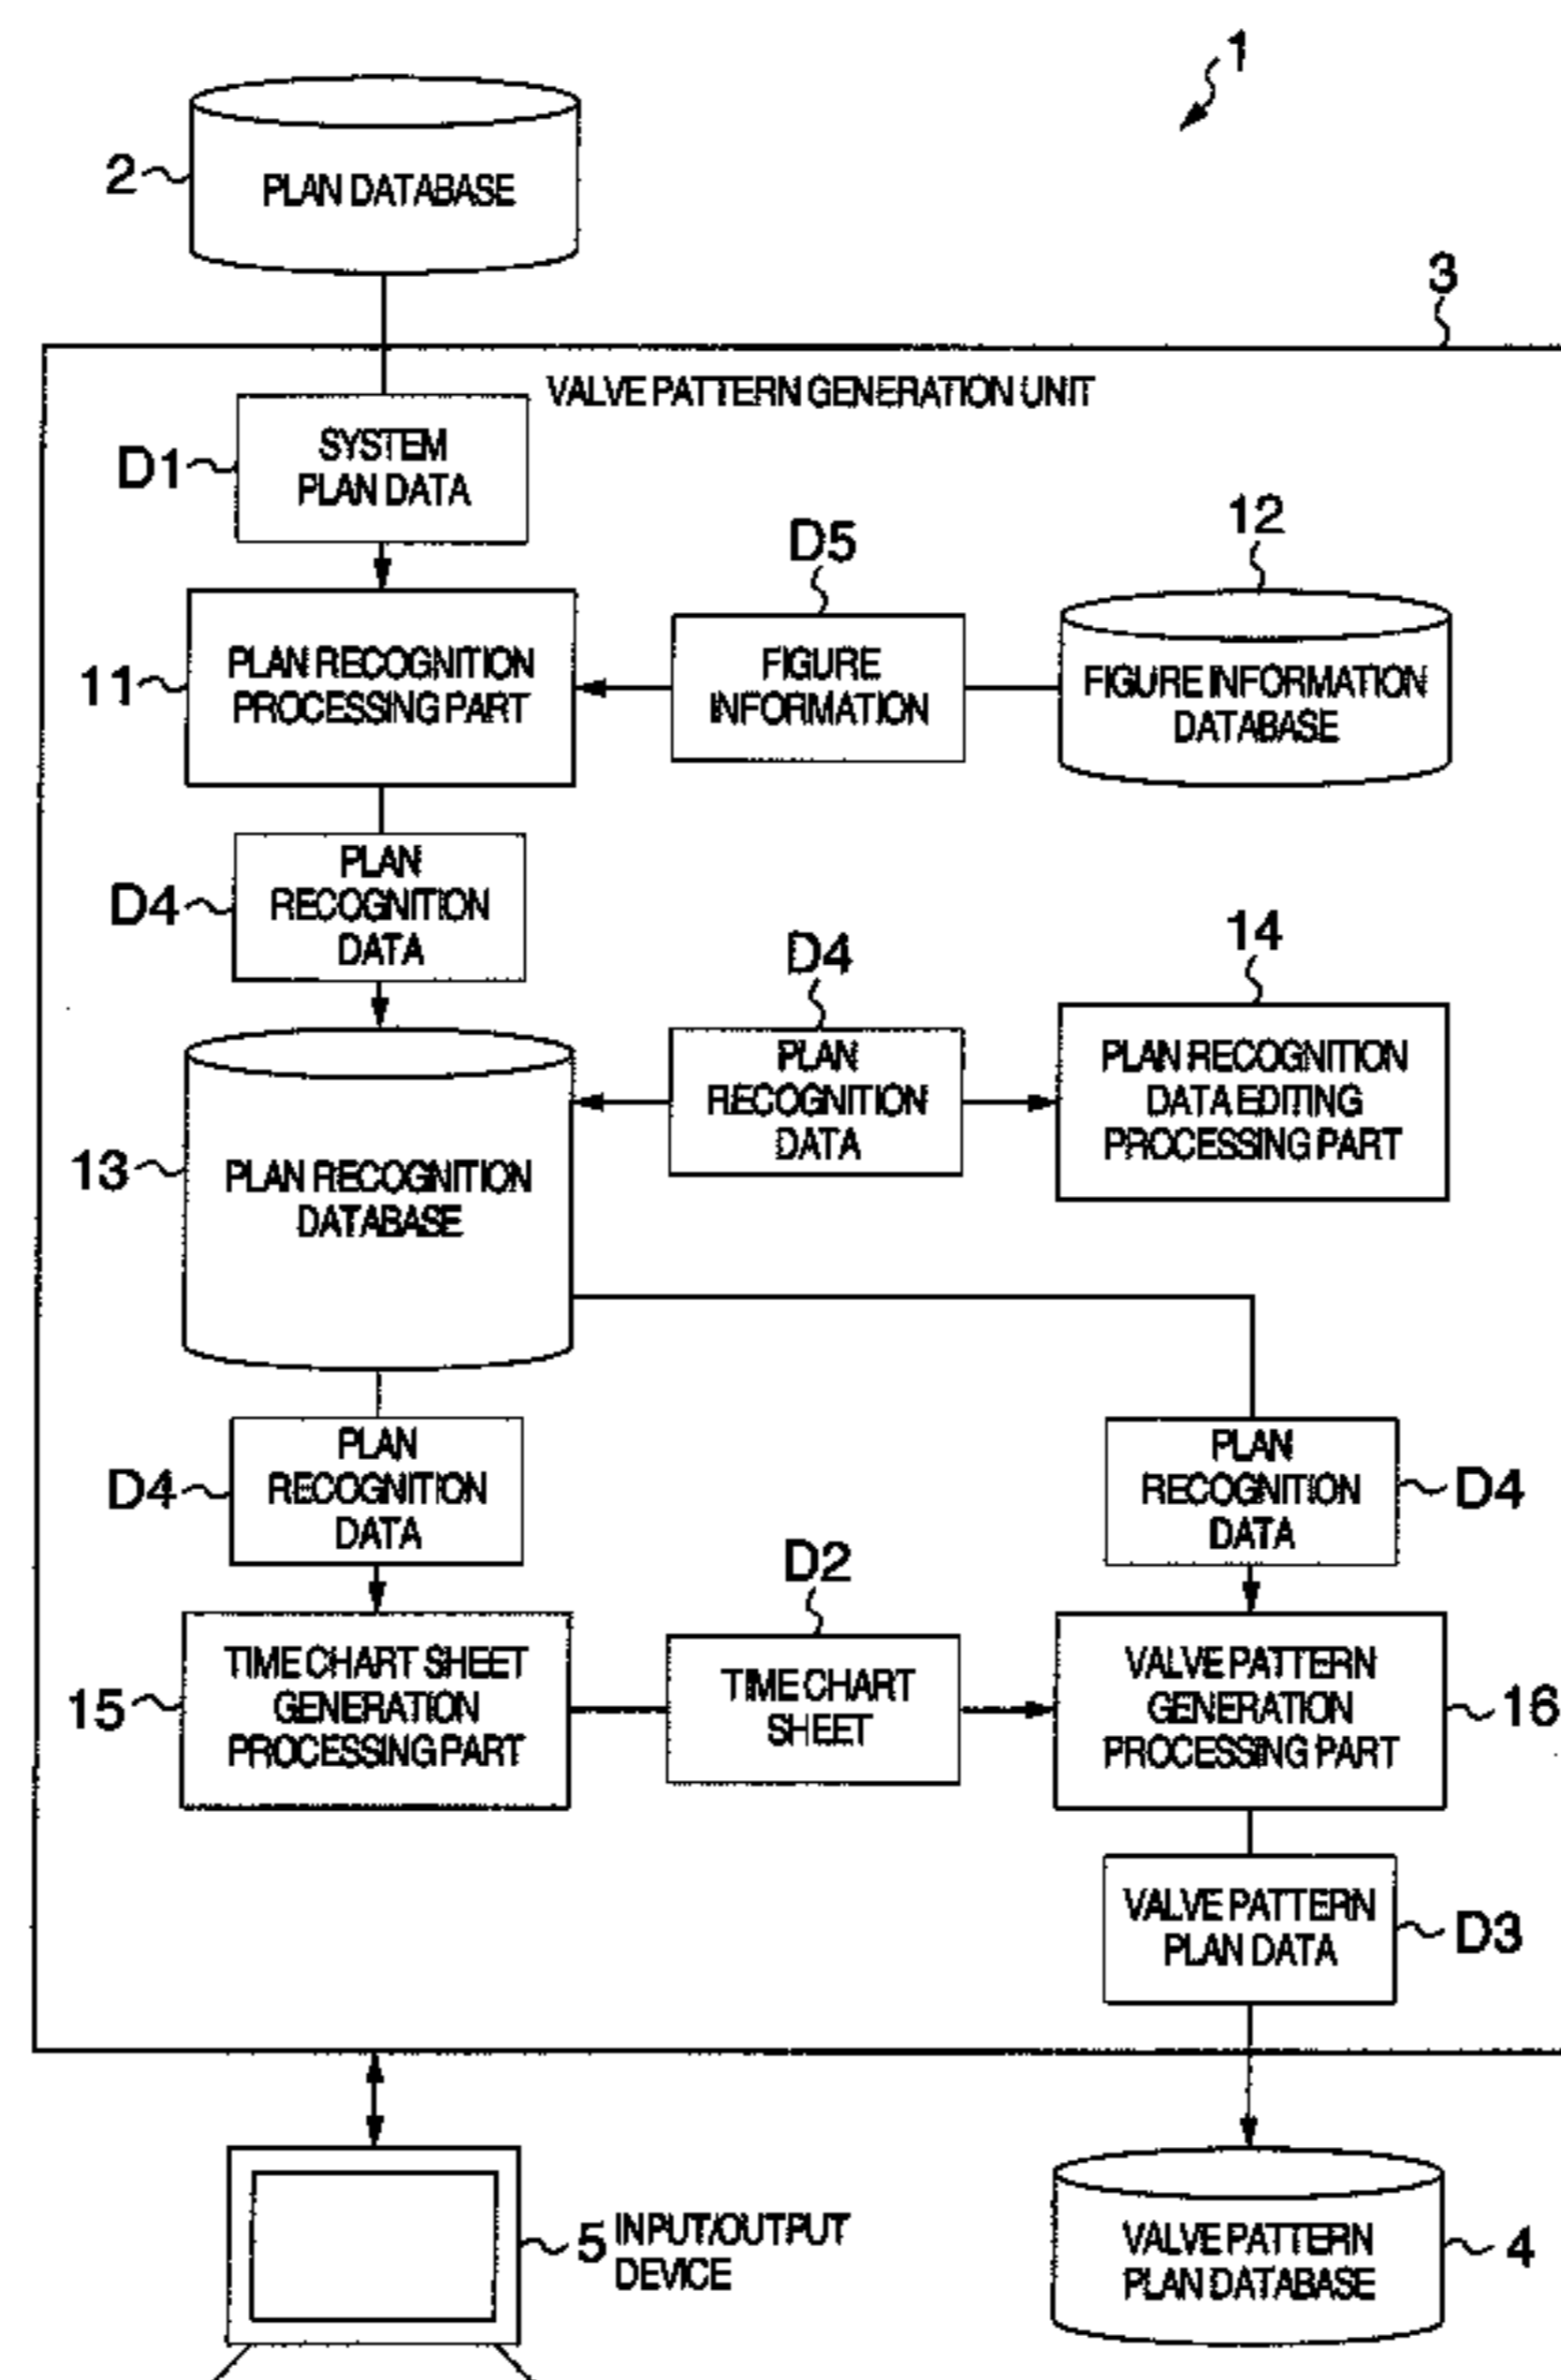 1
2
PLAN DATABASE
3
VALVE PATTERN GENERATION UNIT
D1
SYSTEM
PLAN DATA
D5
12
11
PLAN RECOGNITION
PROCESSING PART
FIGURE
INFORMATION
FIGURE INFORMATION
DATABASE
D4
PLAN
RECOGNITION
DATA
D4
14
PLAN
RECOGNITION
DATA
PLAN RECOGNITION
DATA EDITING
PROCESSING PART
13
PLAN RECOGNITION
DATABASE
D4
PLAN
RECOGNITION
DATA
PLAN
RECOGNITION
DATA
D4
D2
15
TIME CHART SHEET
GENERATION
PROCESSING PART
TIME CHART
SHEET
VALVE PATTERN
GENERATION
PROCESSING PART
16
VALVE PATTERN
PLAN DATA
D3
5
INPUT/OUTPUT
DEVICE
VALVE PATTERN
PLAN DATABASE
4